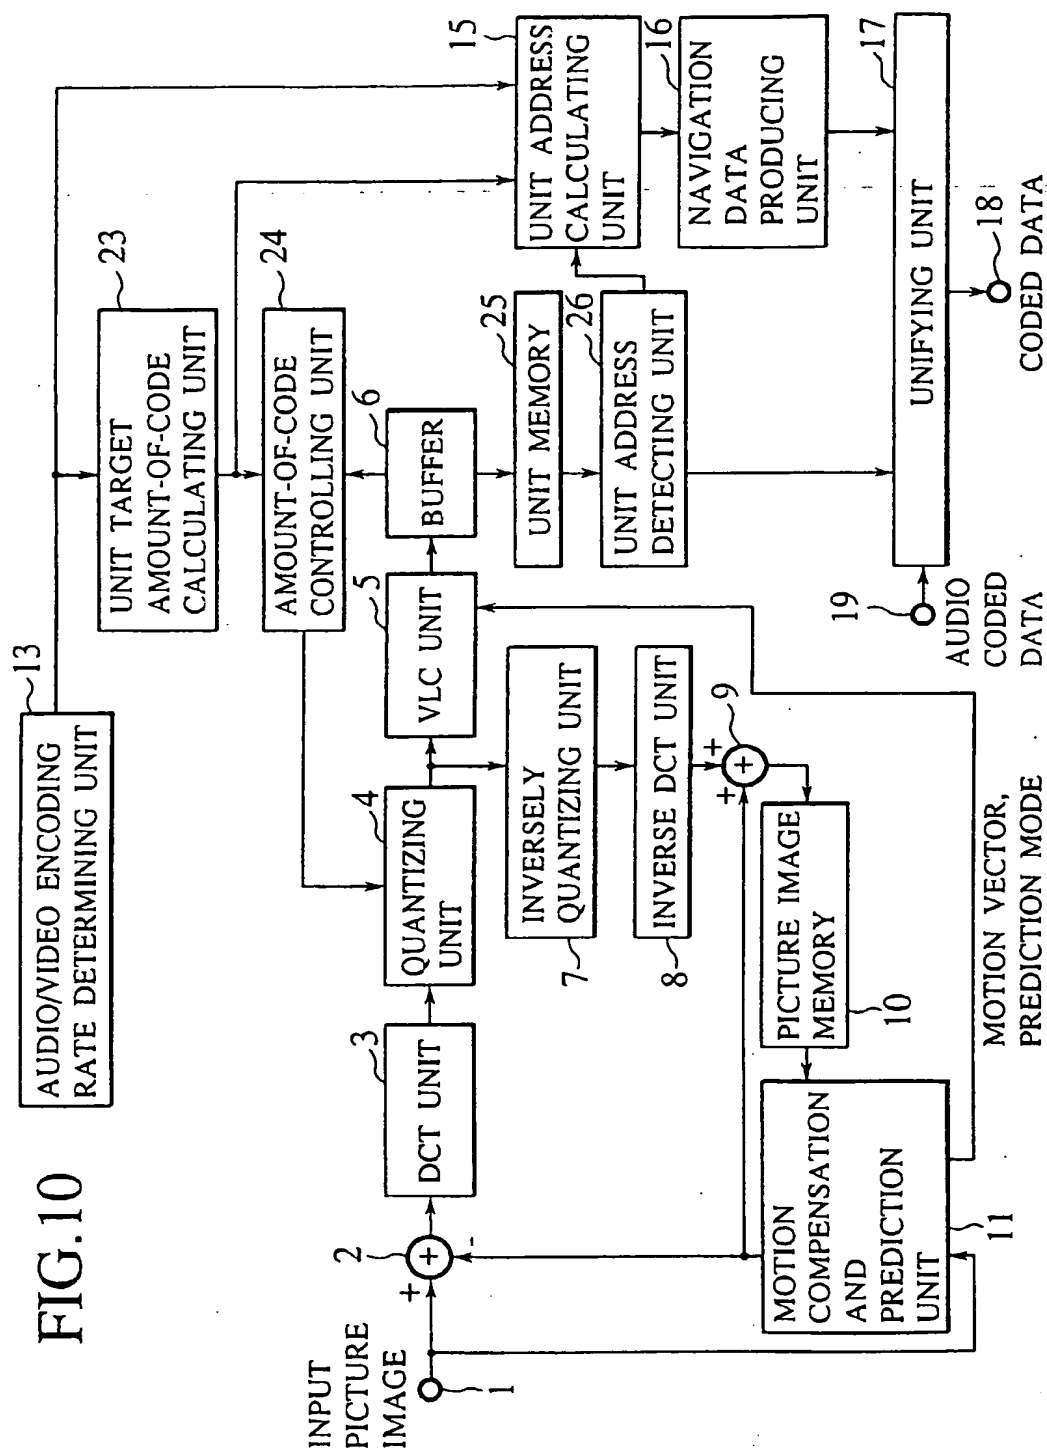 FIG.10
AUDIO/VIDEO ENCODING
RATE DETERMINING UNIT
13
UNIT TARGET
AMOUNT-OF-CODE
CALCULATING UNIT
23
AMOUNT-OF-CODE
CONTROLLING UNIT
24
UNIT ADDRESS
CALCULATING
UNIT
15
NAVIGATION
DATA
PRODUCING
UNIT
16
INPUT
PICTURE
IMAGE
1
+
2
+
-
DCT UNIT
3
QUANTIZING
UNIT
4
VLC UNIT
5
BUFFER
6
UNIT MEMORY
25
UNIT ADDRESS
DETECTING UNIT
26
INVERSELY
QUANTIZING UNIT
7
INVERSE DCT UNIT
8
+
+
+
9
PICTURE IMAGE
MEMORY
10
MOTION
COMPENSATION
AND
PREDICTION
UNIT
11
MOTION VECTOR,
PREDICTION MODE
UNIFYING UNIT
17
19
AUDIO
CODED
DATA
18
CODED DATA